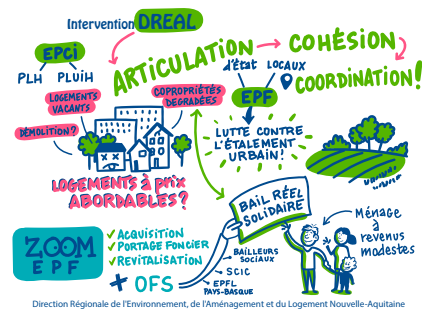 Intervention DREAL
EPCi
PLH PLUiH
ARTiCULATION
COHÉSION
COORDINATION!
d'état LOCAUX
EPF
LOGEMENTS
VACANTS
COPROPRIÉTÉS
DEGRADÉES
DÉMOLITION?
LUTTE CONTRE
L'ÉTALEMENT
URBAIN!
LOGEMENTS à prix
ABORDABLES?
BAIL RÉEL
SOLIDAIRE
Ménage
à
revenus
modestes
ZOOM
EPF
ACQUISITION
PORTAGE FONCIER
REVITALISATION
+ OFS
BAILLEURS
SOCIAUX
SCIC
EPFL
PAYS-BASQUE
Direction Régionale de l'Environnement, de l'Aménagement et du Logement Nouvelle-Aquitaine